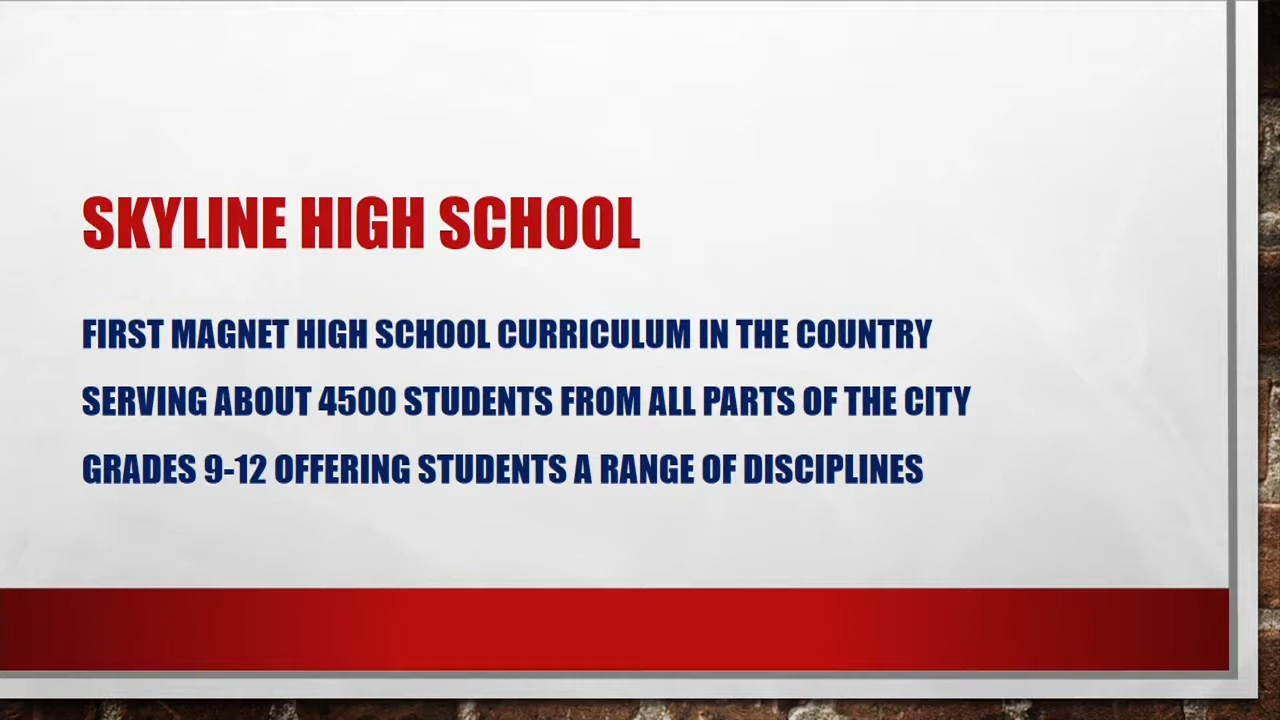 SKYLINE HIGH SCHOOL
FIRST MAGNET HIGH SCHOOL CURRICULUM IN THE COUNTRY
SERVING ABOUT 4500 STUDENTS FROM ALL PARTS OF THE CITY
GRADES 9-12 OFFERING STUDENTS A RANGE OF DISCIPLINES